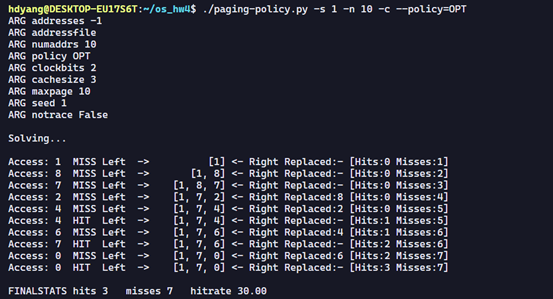 hdyang@DESKTOP-EU17S6T:~/os_hw4$ ./paging-policy.py -s 1 -n 10 -c --policy=OPT
ARG addresses -1
ARG addressfile
ARG numaddrs 10
ARG policy OPT
ARG clockbits 2
ARG cachesize 3
ARG maxpage 10
ARG seed 1
ARG notrace False

Solving...

Access: 1  MISS Left  ->          [1] <- Right Replaced:- [Hits:0 Misses:1]
Access: 8  MISS Left  ->       [1, 8] <- Right Replaced:- [Hits:0 Misses:2]
Access: 7  MISS Left  ->    [1, 8, 7] <- Right Replaced:- [Hits:0 Misses:3]
Access: 2  MISS Left  ->    [1, 7, 2] <- Right Replaced:8 [Hits:0 Misses:4]
Access: 4  MISS Left  ->    [1, 7, 4] <- Right Replaced:2 [Hits:0 Misses:5]
Access: 4  HIT  Left  ->    [1, 7, 4] <- Right Replaced:- [Hits:1 Misses:5]
Access: 6  MISS Left  ->    [1, 7, 6] <- Right Replaced:4 [Hits:1 Misses:6]
Access: 7  HIT  Left  ->    [1, 7, 6] <- Right Replaced:- [Hits:2 Misses:6]
Access: 0  MISS Left  ->    [1, 7, 0] <- Right Replaced:6 [Hits:2 Misses:7]
Access: 0  HIT  Left  ->    [1, 7, 0] <- Right Replaced:- [Hits:3 Misses:7]

FINALSTATS hits 3   misses 7   hitrate 30.00